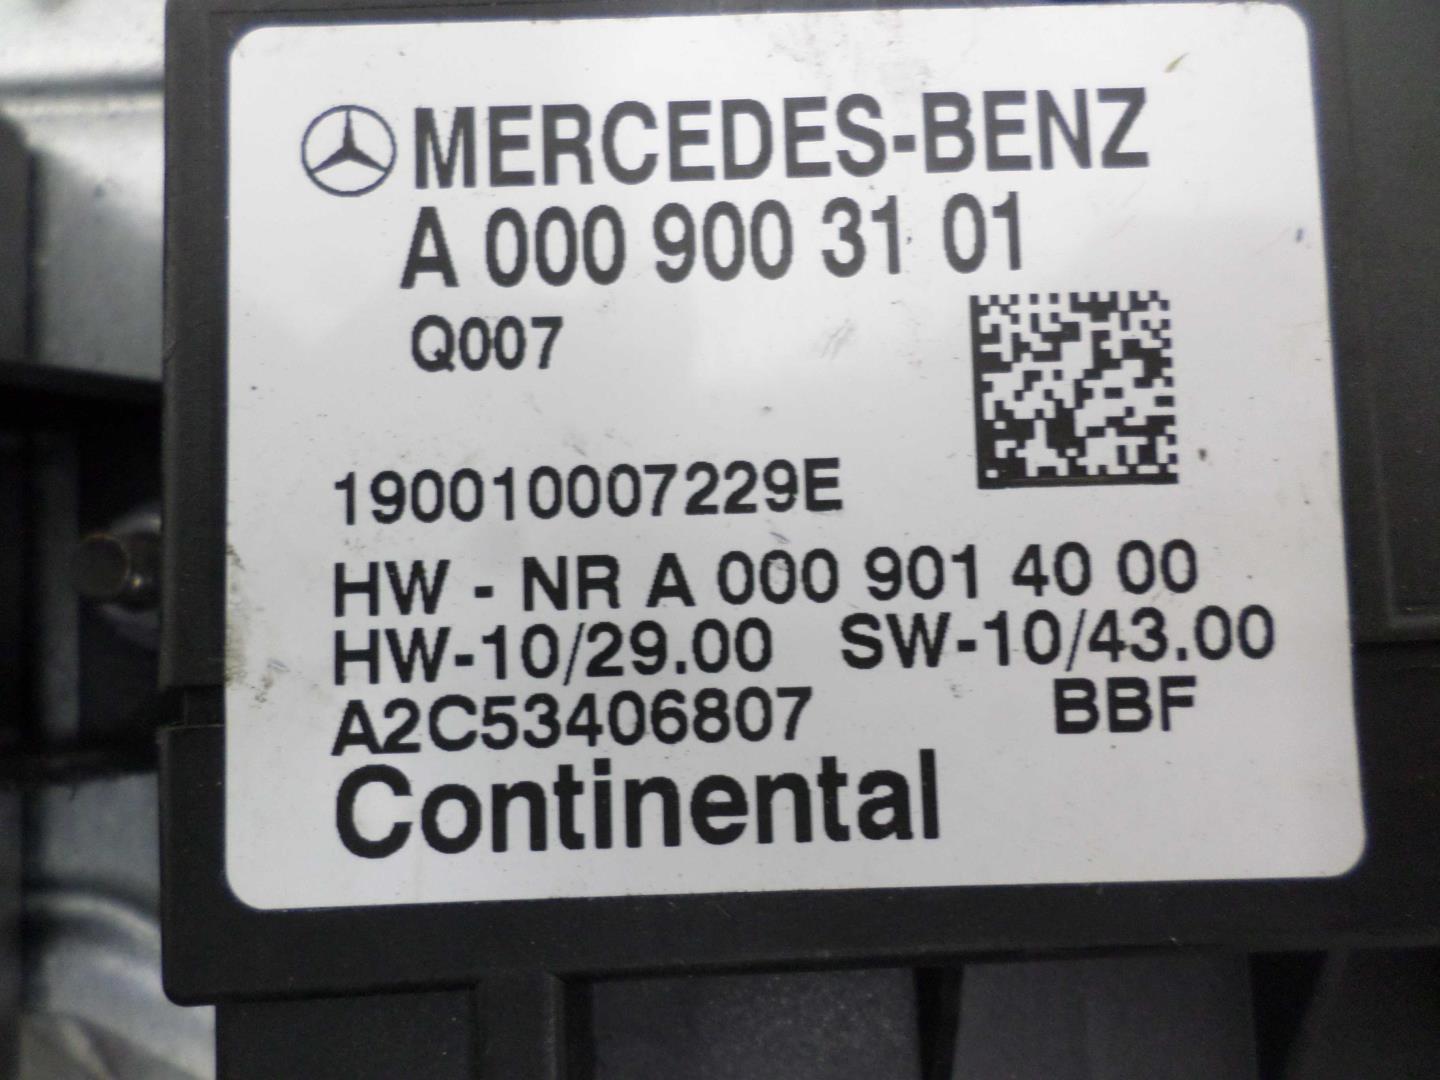 MERCEDES-BENZ
A 000 900 31 01
Q007
190010007229E
HW - NR A 000 901 40 00
HW-10/29.00 SW-10/43.00
A2C53406807 BBF
Continental